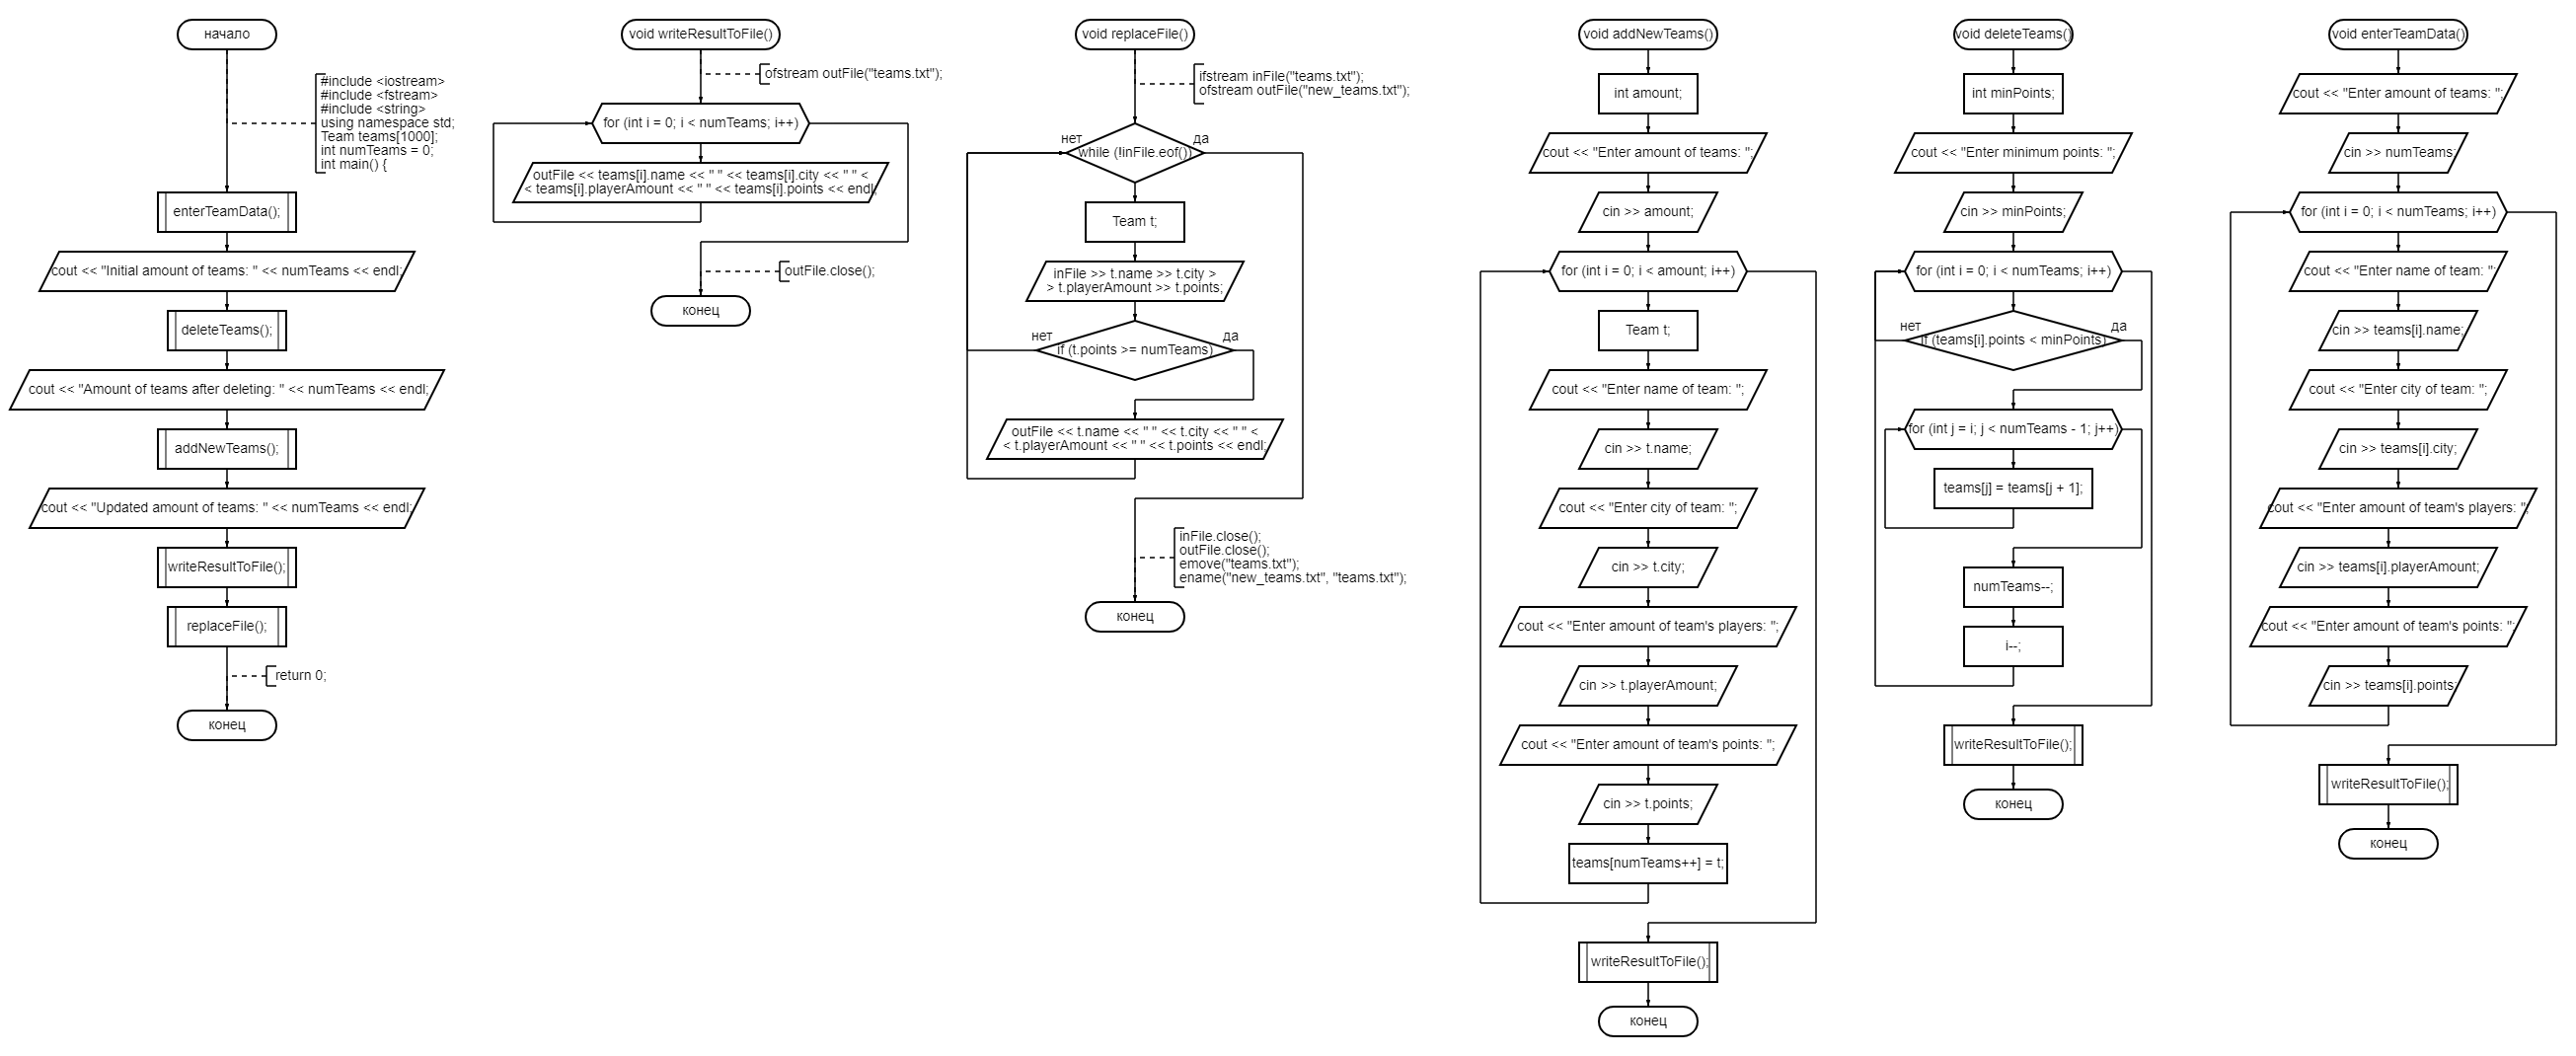 начало
#include <iostream>
#include <fstream>
#include <string>
using namespace std;
Team teams[1000];
int numTeams = 0;
int main() {
enterTeamData();
cout << "Initial amount of teams: " << numTeams << endl;
deleteTeams();
cout << "Amount of teams after deleting: " << numTeams << endl;
addNewTeams();
cout << "Updated amount of teams: " << numTeams << endl;
writeResultToFile();
replaceFile();
return 0;
конец
void writeResultToFile()
ofstream outFile("teams.txt");
for (int i = 0; i < numTeams; i++)
outFile << teams[i].name << " " << teams[i].city << " " <
< teams[i].playerAmount << " " << teams[i].points << endl;
outFile.close();
конец
void replaceFile()
ifstream inFile("teams.txt");
ofstream outFile("new_teams.txt");
нет
да
while (!inFile.eof())
Team t;
inFile >> t.name >> t.city >
> t.playerAmount >> t.points;
нет
да
if (t.points >= numTeams)
outFile << t.name << " " << t.city << " " <
< t.playerAmount << " " << t.points << endl;
inFile.close();
outFile.close();
emove("teams.txt");
ename("new_teams.txt", "teams.txt");
конец
void addNewTeams()
int amount;
cout << "Enter amount of teams: ";
cin >> amount;
for (int i = 0; i < amount; i++)
Team t;
cout << "Enter name of team: ";
cin >> t.name;
cout << "Enter city of team: ";
cin >> t.city;
cout << "Enter amount of team's players: ";
cin >> t.playerAmount;
cout << "Enter amount of team's points: ";
cin >> t.points;
teams[numTeams++] = t;
writeResultToFile();
конец
void deleteTeams()
int minPoints;
cout << "Enter minimum points: ";
cin >> minPoints;
for (int i = 0; i < numTeams; i++)
нет
да
if (teams[i].points < minPoints)
for (int j = i; j < numTeams - 1; j++)
teams[j] = teams[j + 1];
numTeams--;
i--;
writeResultToFile();
конец
void enterTeamData()
cout << "Enter amount of teams: ";
cin >> numTeams;
for (int i = 0; i < numTeams; i++)
cout << "Enter name of team: ";
cin >> teams[i].name;
cout << "Enter city of team: ";
cin >> teams[i].city;
cout << "Enter amount of team's players: ";
cin >> teams[i].playerAmount;
cout << "Enter amount of team's points: ";
cin >> teams[i].points;
writeResultToFile();
конец